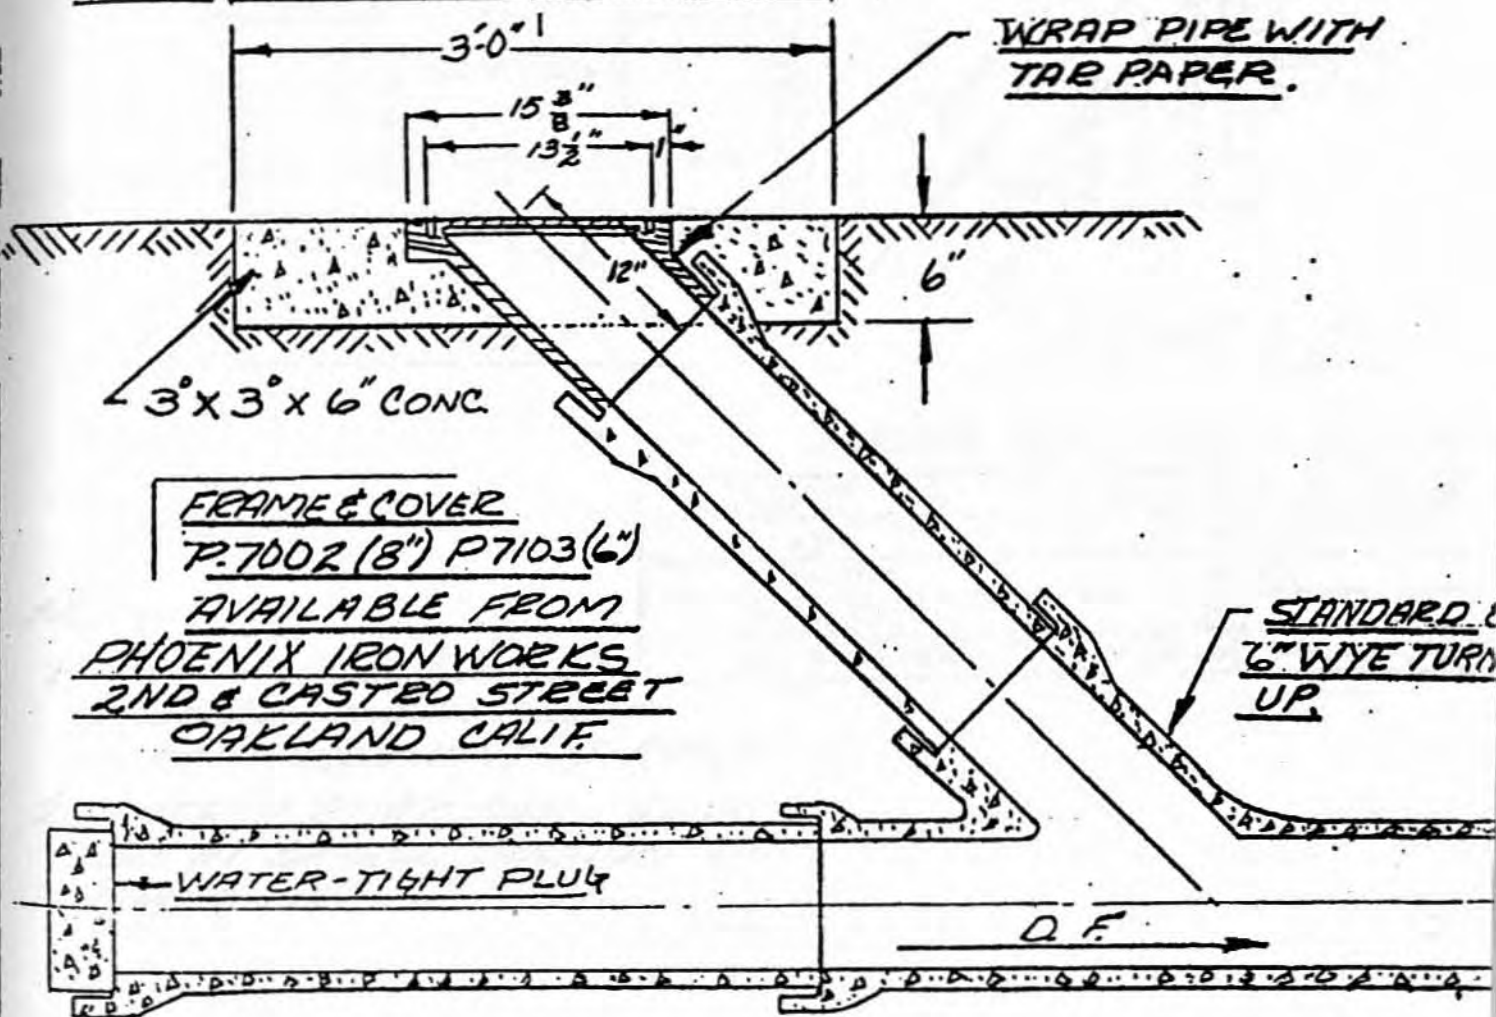 3'-0"
WRAP PIPE WITH
TAR PAPER.
15 3/8"
13 1/2" 1"
12"
6"
3° X 3° X 6" CONC.
FRAME & COVER
P.7002 (8") P7103 (6")
AVAILABLE FROM
PHOENIX IRON WORKS
2ND & CASTRO STREET
OAKLAND CALIF.
STANDARD
6" WYE TURN
UP.
WATER-TIGHT PLUG
D. F.